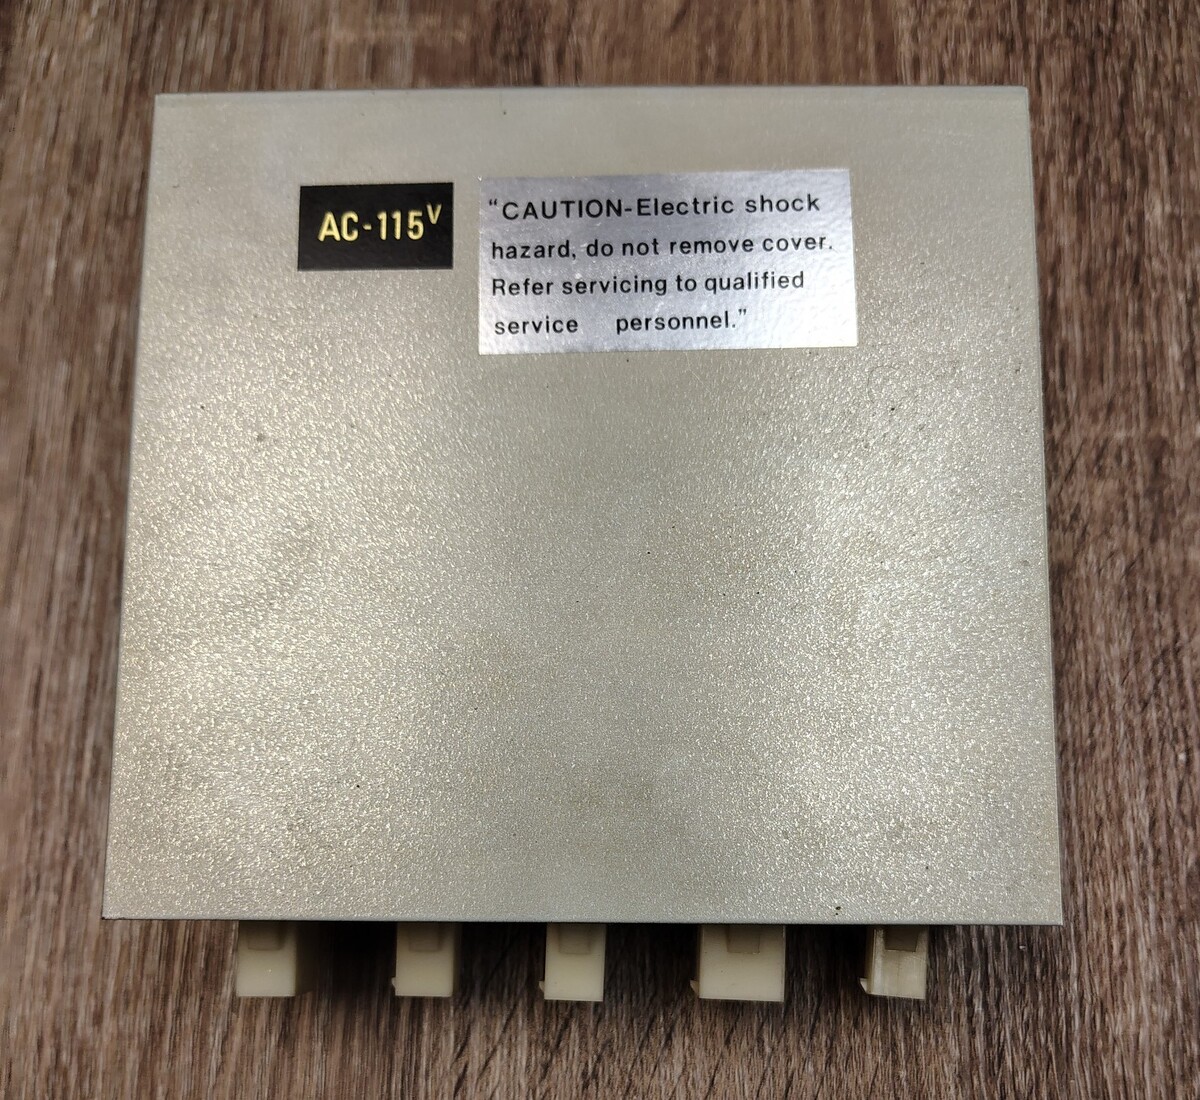 AC-115V
“CAUTION-Electric shock
hazard, do not remove cover.
Refer servicing to qualified
service personnel.”